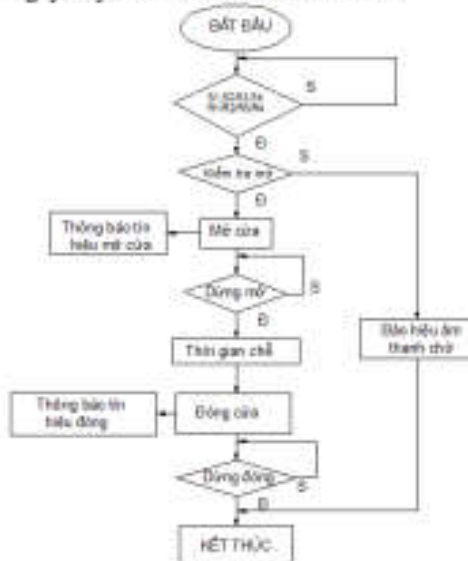 BẮT ĐẦU
S
Đ
Kiểm tra mã
S
Đ
Thông báo tín
hiệu mở cửa
Mở cửa
Dừng mở
S
Đ
Thời gian chễ
Báo hiệu âm
thanh chờ
Thông báo tín
hiệu đóng
Đóng cửa
Dừng đóng
S
Đ
KẾT THÚC